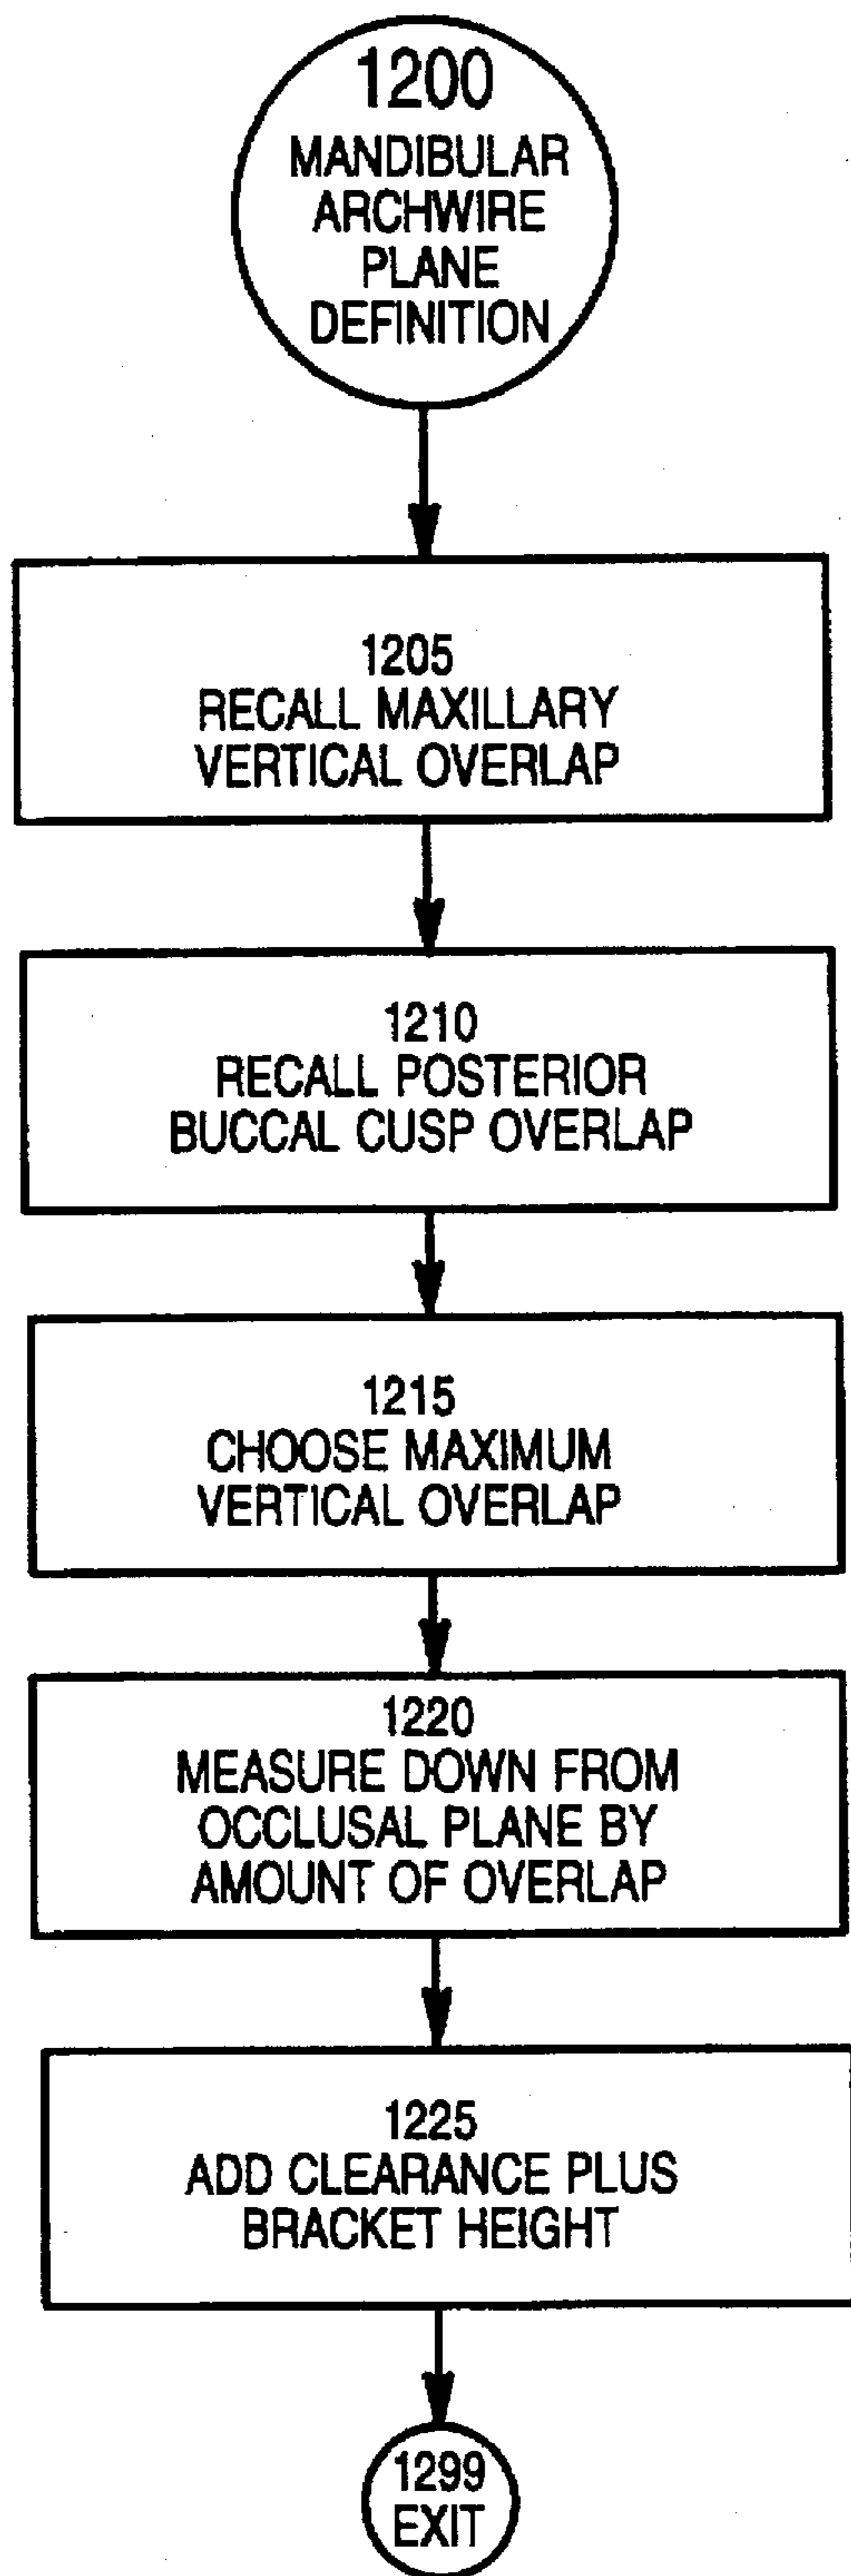 1200
MANDIBULAR
ARCHWIRE
PLANE
DEFINITION
1205
RECALL MAXILLARY
VERTICAL OVERLAP
1210
RECALL POSTERIOR
BUCCAL CUSP OVERLAP
1215
CHOOSE MAXIMUM
VERTICAL OVERLAP
1220
MEASURE DOWN FROM
OCCLUSAL PLANE BY
AMOUNT OF OVERLAP
1225
ADD CLEARANCE PLUS
BRACKET HEIGHT
1299
EXIT